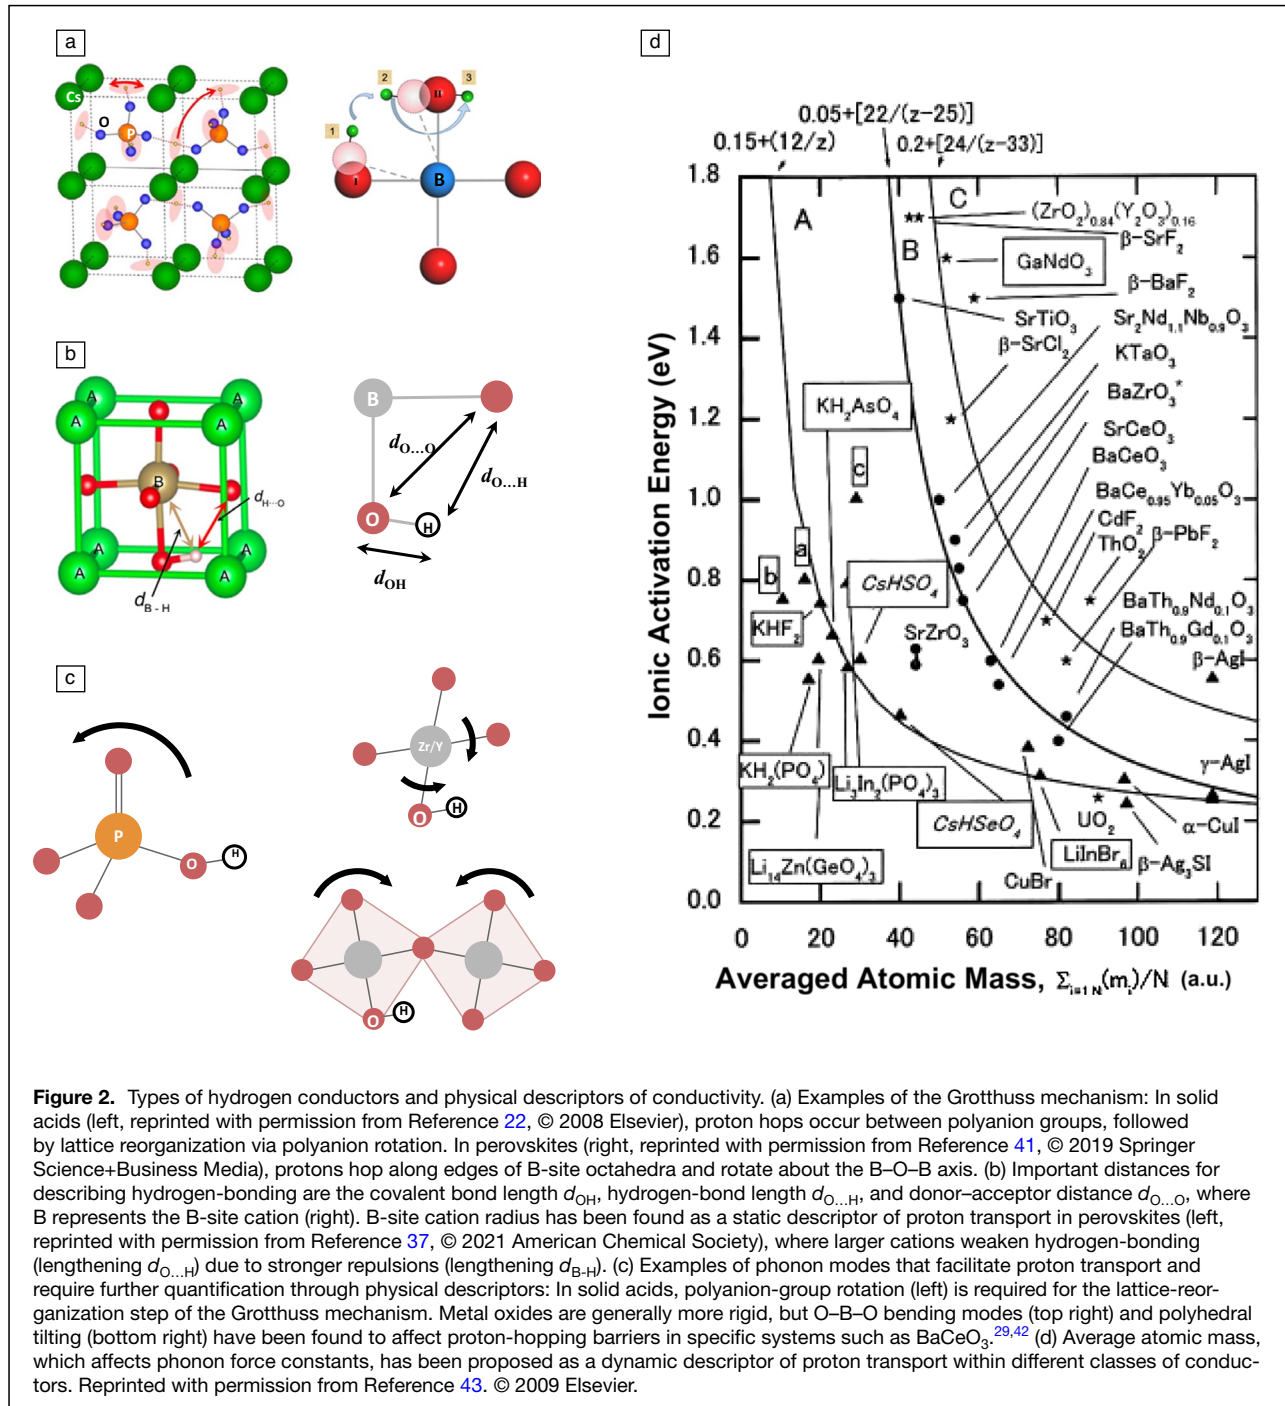 a
Cs
O
P
1
2
3
I
II
B
b
A
A
A
A
B
A
A
A
A
dH...O
dB - H
B
O
H
dO...O
dO...H
dOH
c
P
O
H
Zr/Y
O
H
O
H
d
0.05+[22/(z-25)]
0.15+(12/z)
0.2+[24/(z-33)]
Ionic Activation Energy (eV)
1.8
1.6
1.4
1.2
1.0
0.8
0.6
0.4
0.2
0.0
0 20 40 60 80 100 120
Averaged Atomic Mass, Σi=1 N(mi)/N (a.u.)
A
B
C
(ZrO2)0.84(Y2O3)0.16
β-SrF2
GaNdO3
β-BaF2
SrTiO3
Sr2Nd1.1Nb0.9O3
β-SrCl2
KTaO3
KH2AsO4
BaZrO3*
SrCeO3
BaCeO3
c
BaCe0.95Yb0.05O3
CdF2
β-PbF2
ThO2
a
b
CsHSO4
KHF2
SrZrO3
BaTh0.9Nd0.1O3
BaTh0.9Gd0.1O3
β-AgI
KH2(PO4)
Li3In2(PO4)3
γ-AgI
CsHSeO4
UO2
α-CuI
Li14Zn(GeO4)3
LiInBr6
β-Ag3SI
CuBr
Figure 2. Types of hydrogen conductors and physical descriptors of conductivity. (a) Examples of the Grotthuss mechanism: In solid
acids (left, reprinted with permission from Reference 22, © 2008 Elsevier), proton hops occur between polyanion groups, followed
by lattice reorganization via polyanion rotation. In perovskites (right, reprinted with permission from Reference 41, © 2019 Springer
Science+Business Media), protons hop along edges of B-site octahedra and rotate about the B–O–B axis. (b) Important distances for
describing hydrogen-bonding are the covalent bond length dOH, hydrogen-bond length dO...H, and donor–acceptor distance dO...O, where
B represents the B-site cation (right). B-site cation radius has been found as a static descriptor of proton transport in perovskites (left,
reprinted with permission from Reference 37, © 2021 American Chemical Society), where larger cations weaken hydrogen-bonding
(lengthening dO...H) due to stronger repulsions (lengthening dB-H). (c) Examples of phonon modes that facilitate proton transport and
require further quantification through physical descriptors: In solid acids, polyanion-group rotation (left) is required for the lattice-reor-
ganization step of the Grotthuss mechanism. Metal oxides are generally more rigid, but O–B–O bending modes (top right) and polyhedral
tilting (bottom right) have been found to affect proton-hopping barriers in specific systems such as BaCeO3.29,42 (d) Average atomic mass,
which affects phonon force constants, has been proposed as a dynamic descriptor of proton transport within different classes of conduc-
tors. Reprinted with permission from Reference 43. © 2009 Elsevier.